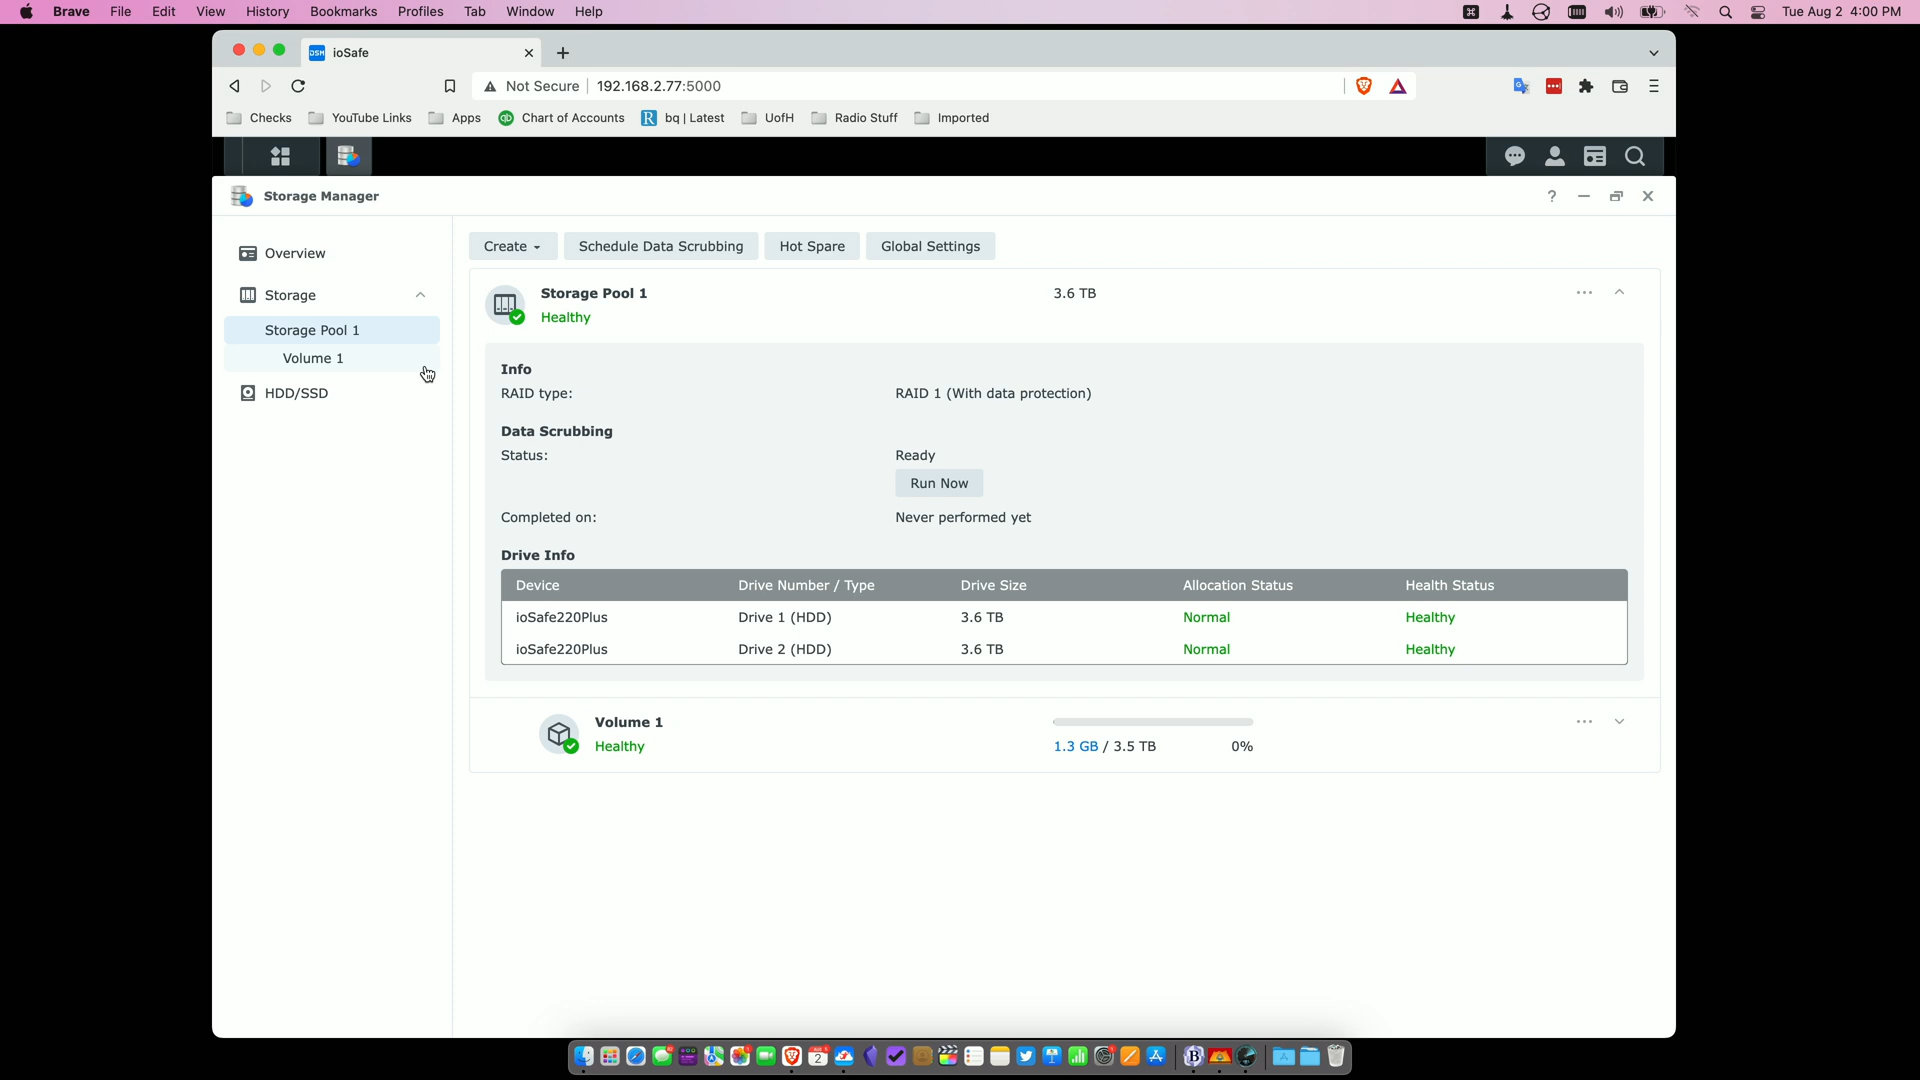 Brave File Edit View History Bookmarks Profiles Tab Window Help Tue Aug 2 4:00 PM
DSM ioSafe
Not Secure 192.168.2.77:5000
Checks YouTube Links Apps qb Chart of Accounts R bq | Latest UofH Radio Stuff Imported
Storage Manager
?
Overview
Storage
Storage Pool 1
Volume 1
HDD/SSD
Create Schedule Data Scrubbing Hot Spare Global Settings
Storage Pool 1 3.6 TB
Healthy
Info
RAID type: RAID 1 (With data protection)
Data Scrubbing
Status: Ready
Run Now
Completed on: Never performed yet
Drive Info
Device Drive Number / Type Drive Size Allocation Status Health Status
ioSafe220Plus Drive 1 (HDD) 3.6 TB Normal Healthy
ioSafe220Plus Drive 2 (HDD) 3.6 TB Normal Healthy
Volume 1
Healthy 1.3 GB / 3.5 TB 0%
2 B